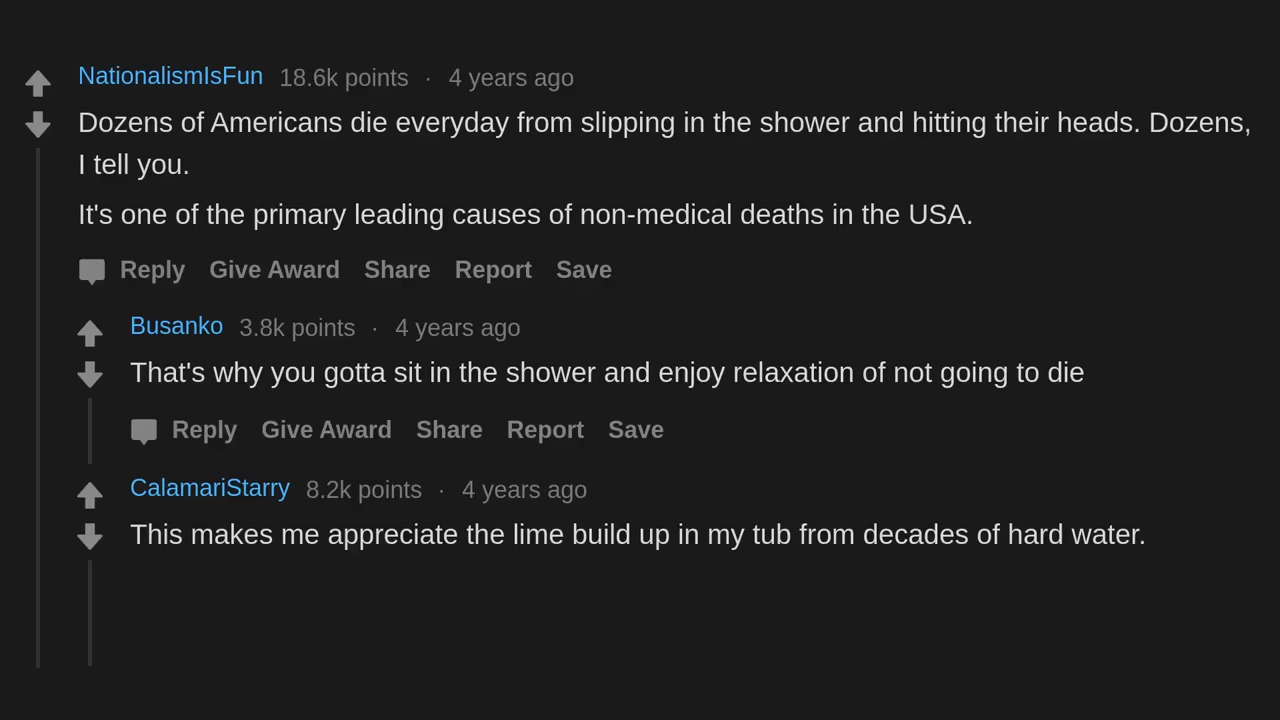 NationalismIsFun 18.6k points · 4 years ago
Dozens of Americans die everyday from slipping in the shower and hitting their heads. Dozens,
I tell you.
It's one of the primary leading causes of non-medical deaths in the USA.
Reply Give Award Share Report Save
Busanko 3.8k points · 4 years ago
That's why you gotta sit in the shower and enjoy relaxation of not going to die
Reply Give Award Share Report Save
CalamariStarry 8.2k points · 4 years ago
This makes me appreciate the lime build up in my tub from decades of hard water.